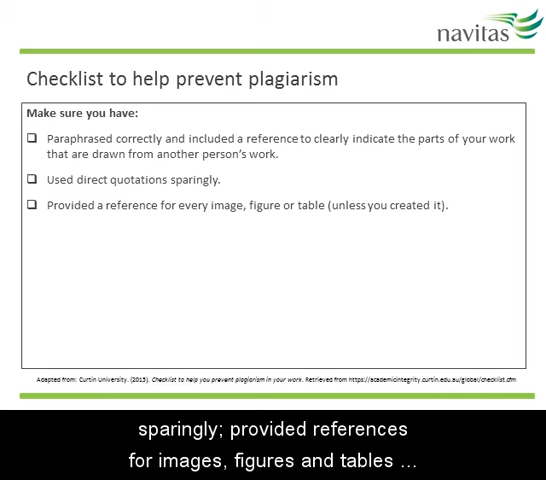 navitas
Checklist to help prevent plagiarism
Make sure you have:
Paraphrased correctly and included a reference to clearly indicate the parts of your work
that are drawn from another person's work.
Used direct quotations sparingly.
Provided a reference for every image, figure or table (unless you created it).
Adapted from: Curtin University. (2015). Checklist to help you prevent plagiarism in your work. Retrieved from https://academicintegrity.curtin.edu.au/global/checklist.cfm
sparingly; provided references
for images, figures and tables ...